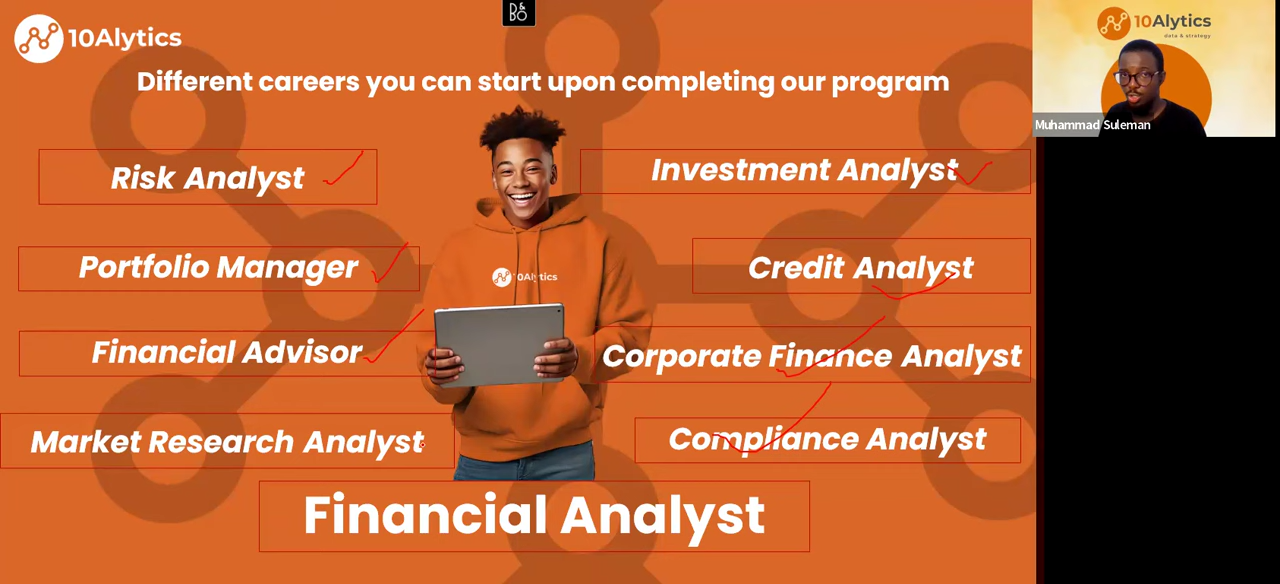 10Alytics
B&O
Different careers you can start upon completing our program
Risk Analyst
Investment Analyst
Portfolio Manager
Credit Analyst
Financial Advisor
Corporate Finance Analyst
Market Research Analyst
Compliance Analyst
Financial Analyst
10Alytics
10Alytics
data & strategy
Muhammad Suleman